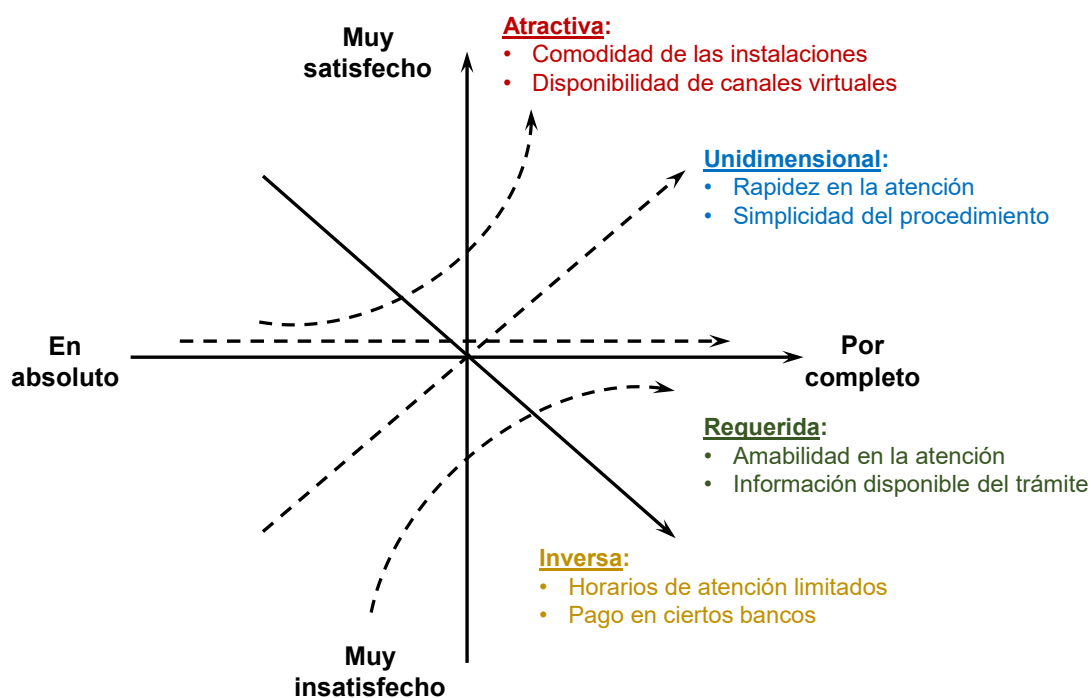 Muy
satisfecho
Atractiva:
• Comodidad de las instalaciones
• Disponibilidad de canales virtuales
Unidimensional:
• Rapidez en la atención
• Simplicidad del procedimiento
En
absoluto
Por
completo
Requerida:
• Amabilidad en la atención
• Información disponible del trámite
Inversa:
• Horarios de atención limitados
• Pago en ciertos bancos
Muy
insatisfecho